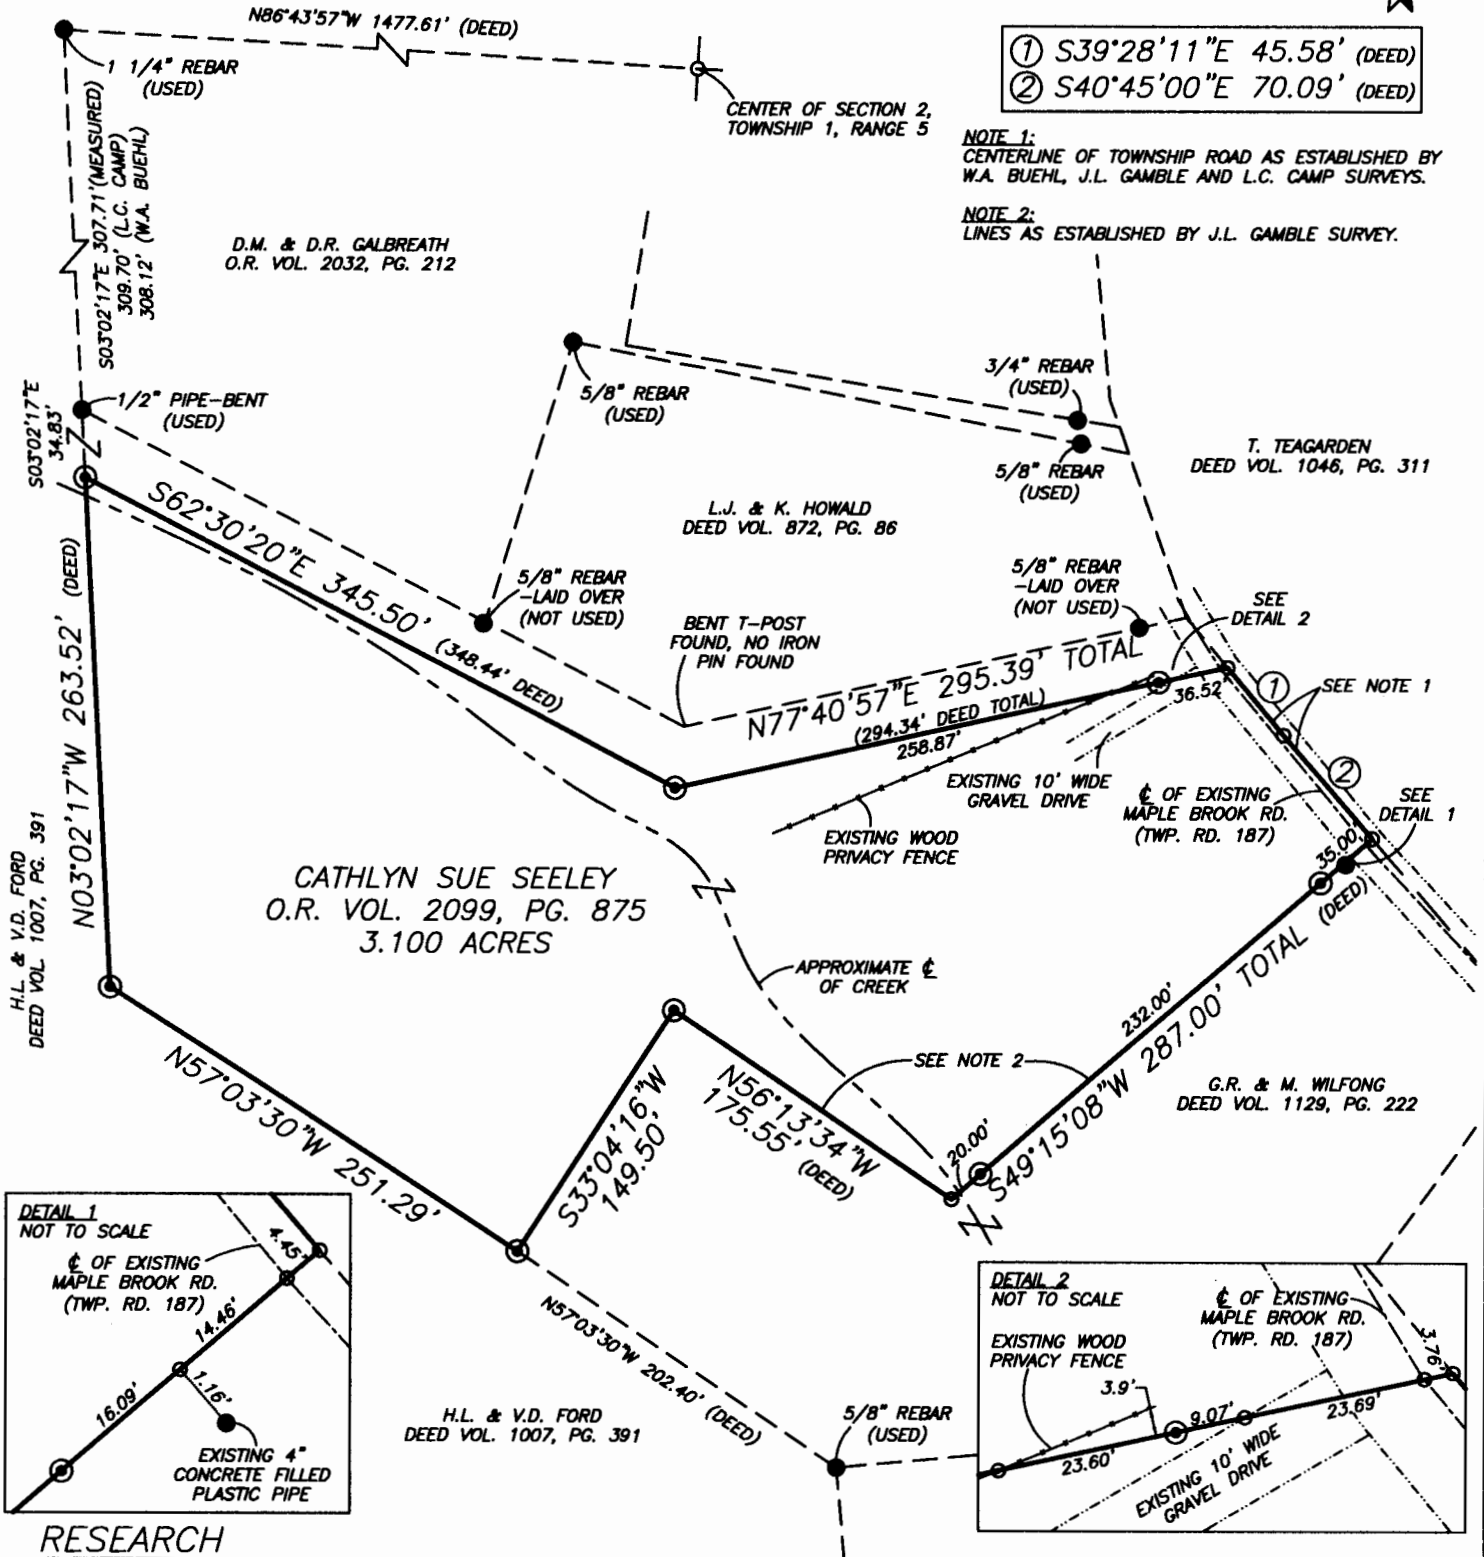 N86°43'57"W 1477.61' (DEED)
① S39°28'11"E 45.58' (DEED)
② S40°45'00"E 70.09' (DEED)
1 1/4" REBAR
(USED)
CENTER OF SECTION 2,
TOWNSHIP 1, RANGE 5
NOTE 1:
CENTERLINE OF TOWNSHIP ROAD AS ESTABLISHED BY
W.A. BUEHL, J.L. GAMBLE AND L.C. CAMP SURVEYS.
NOTE 2:
LINES AS ESTABLISHED BY J.L. GAMBLE SURVEY.
S03°02'17"E 307.71' (MEASURED)
309.70' (L.C. CAMP)
308.12' (W.A. BUEHL)
D.M. & D.R. GALBREATH
O.R. VOL. 2032, PG. 212
5/8" REBAR
(USED)
3/4" REBAR
(USED)
5/8" REBAR
(USED)
T. TEAGARDEN
DEED VOL. 1046, PG. 311
1/2" PIPE-BENT
(USED)
S03°02'17"E
34.83'
L.J. & K. HOWALD
DEED VOL. 872, PG. 86
S62°30'20"E 345.50' (348.44' DEED)
5/8" REBAR
-LAID OVER
(NOT USED)
BENT T-POST
FOUND, NO IRON
PIN FOUND
5/8" REBAR
-LAID OVER
(NOT USED)
SEE
DETAIL 2
N77°40'57"E 295.39' TOTAL
(294.34' DEED TOTAL)
258.87'
36.52'
①
SEE NOTE 1
②
EXISTING 10' WIDE
GRAVEL DRIVE
EXISTING WOOD
PRIVACY FENCE
℄ OF EXISTING
MAPLE BROOK RD.
(TWP. RD. 187)
SEE
DETAIL 1
35.00'
N03°02'17"W 263.52' (DEED)
H.L. & V.D. FORD
DEED VOL. 1007, PG. 391
CATHLYN SUE SEELEY
O.R. VOL. 2099, PG. 875
3.100 ACRES
APPROXIMATE ℄
OF CREEK
232.00'
S49°15'08"W 287.00' TOTAL (DEED)
SEE NOTE 2
20.00'
G.R. & M. WILFONG
DEED VOL. 1129, PG. 222
N57°03'30"W 251.29'
S33°04'16"W
149.50'
N56°13'34"W
175.55' (DEED)
N57°03'30"W 202.40' (DEED)
H.L. & V.D. FORD
DEED VOL. 1007, PG. 391
5/8" REBAR
(USED)
DETAIL 1
NOT TO SCALE
℄ OF EXISTING
MAPLE BROOK RD.
(TWP. RD. 187)
4.45'
14.46'
16.09'
1.16'
EXISTING 4"
CONCRETE FILLED
PLASTIC PIPE
DETAIL 2
NOT TO SCALE
℄ OF EXISTING
MAPLE BROOK RD.
(TWP. RD. 187)
EXISTING WOOD
PRIVACY FENCE
3.76'
3.9'
9.07'
23.69'
23.60'
EXISTING 10' WIDE
GRAVEL DRIVE
RESEARCH